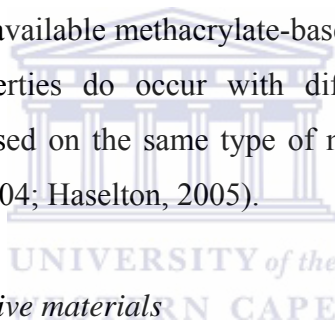 available methacrylate-base
erties do occur with dif
sed on the same type of
04; Haselton, 2005).
UNIVERSITY of the
ive materials
WESTERN CAPE